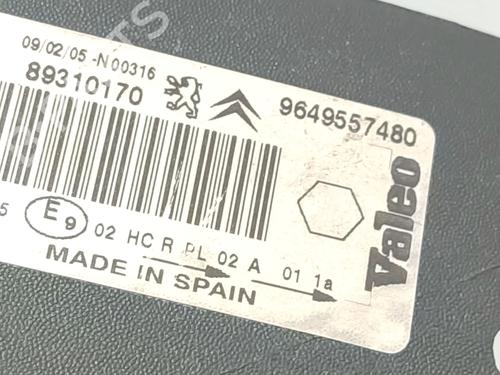 09/02/05 -N00316
89310170
9649557480
Valeo
5 E9 02 HC R PL 02 A 01 1a
MADE IN SPAIN